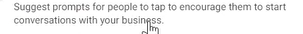 Suggest prompts for people to tap to encourage them to start
conversations with your business.